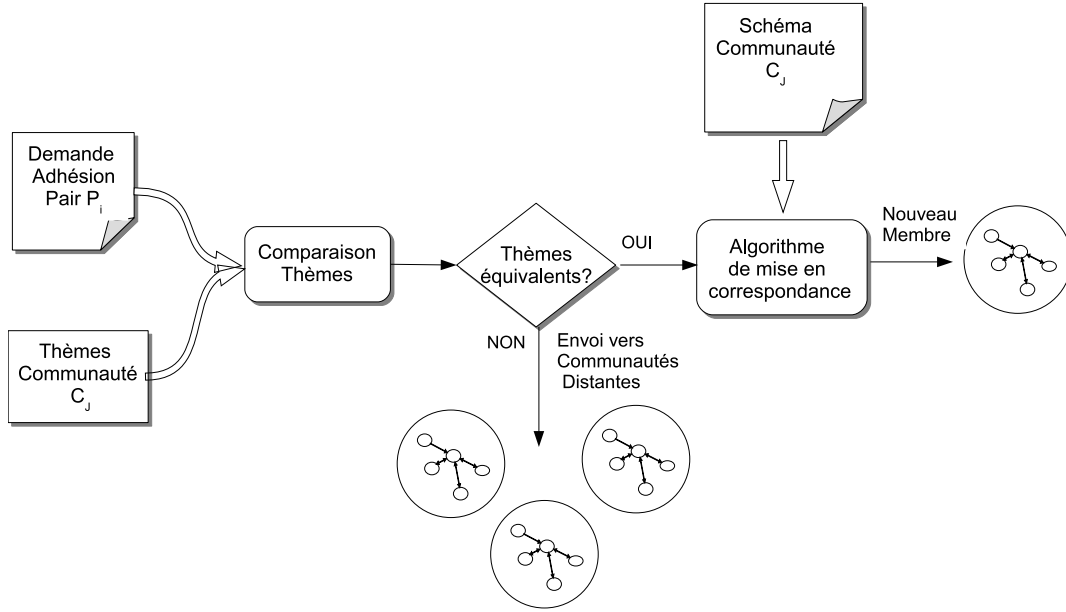 Schéma
Communauté
C_J
Demande
Adhésion
Pair P_i
Comparaison
Thèmes
Thèmes
équivalents?
OUI
Algorithme
de mise en
correspondance
Nouveau
Membre
Thèmes
Communauté
C_J
NON
Envoi vers
Communautés
Distantes